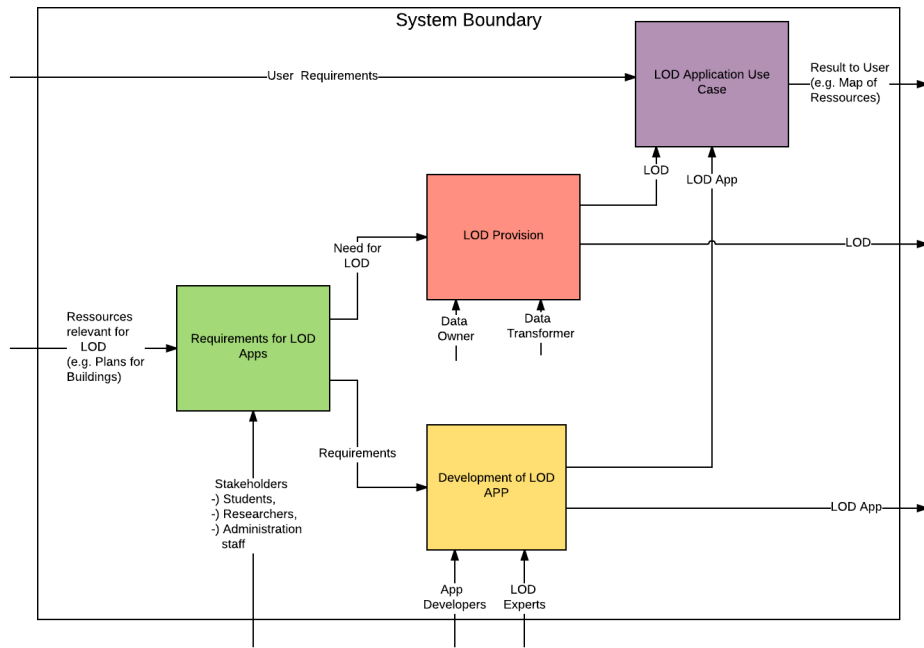 System Boundary
User  Requirements
LOD Application Use
Case
Result to User
(e.g. Map of
Ressources)
LOD
LOD App
LOD Provision
LOD
Need for
LOD
Data
Owner
Data
Transformer
Ressources
relevant for
LOD
(e.g. Plans for
Buildings)
Requirements for LOD
Apps
Requirements
Development of LOD
APP
LOD App
Stakeholders
-) Students,
-) Researchers,
-) Administration
staff
App
Developers
LOD
Experts